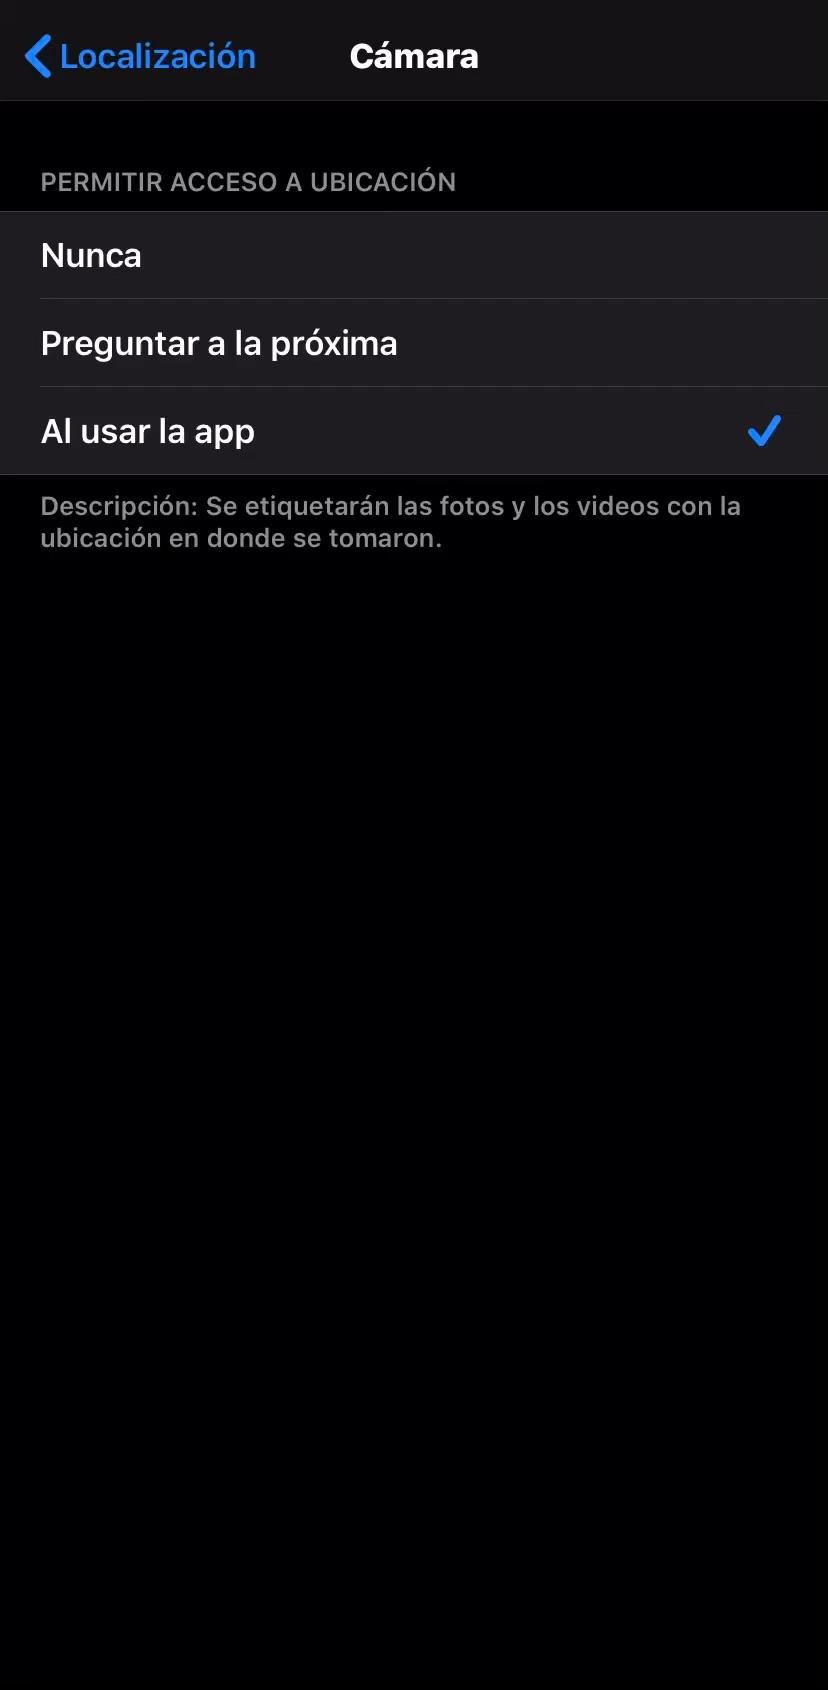 Localización
Cámara
PERMITIR ACCESO A UBICACIÓN
Nunca
Preguntar a la próxima
Al usar la app
Descripción: Se etiquetarán las fotos y los videos con la
ubicación en donde se tomaron.